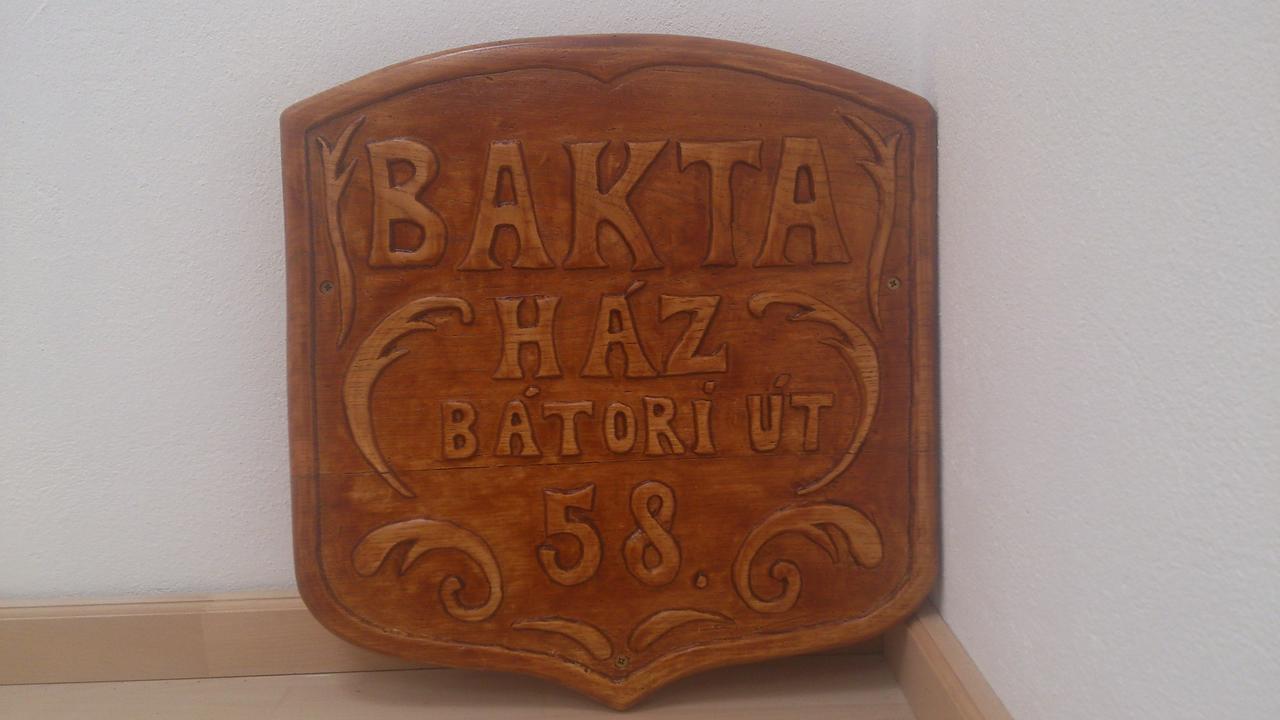 BAKTA
HÁZ
BÁTORI ÚT
58.